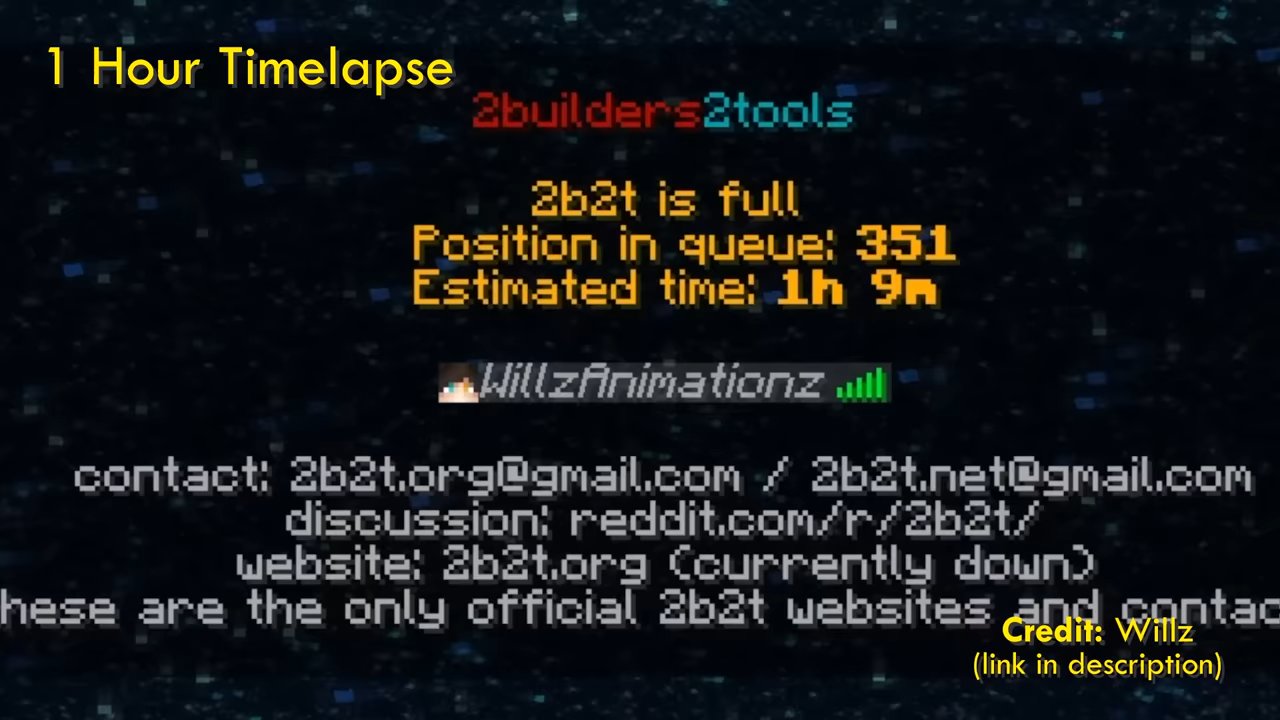 1 Hour Timelapse
2builders2tools
2b2t is full
Position in queue: 351
Estimated time: 1h 9m
WillzAnimationz
contact: 2b2t.org@gmail.com / 2b2t.net@gmail.com
discussion: reddit.com/r/2b2t/
website: 2b2t.org (currently down)
hese are the only official 2b2t websites and contac
Credit: Willz
(link in description)